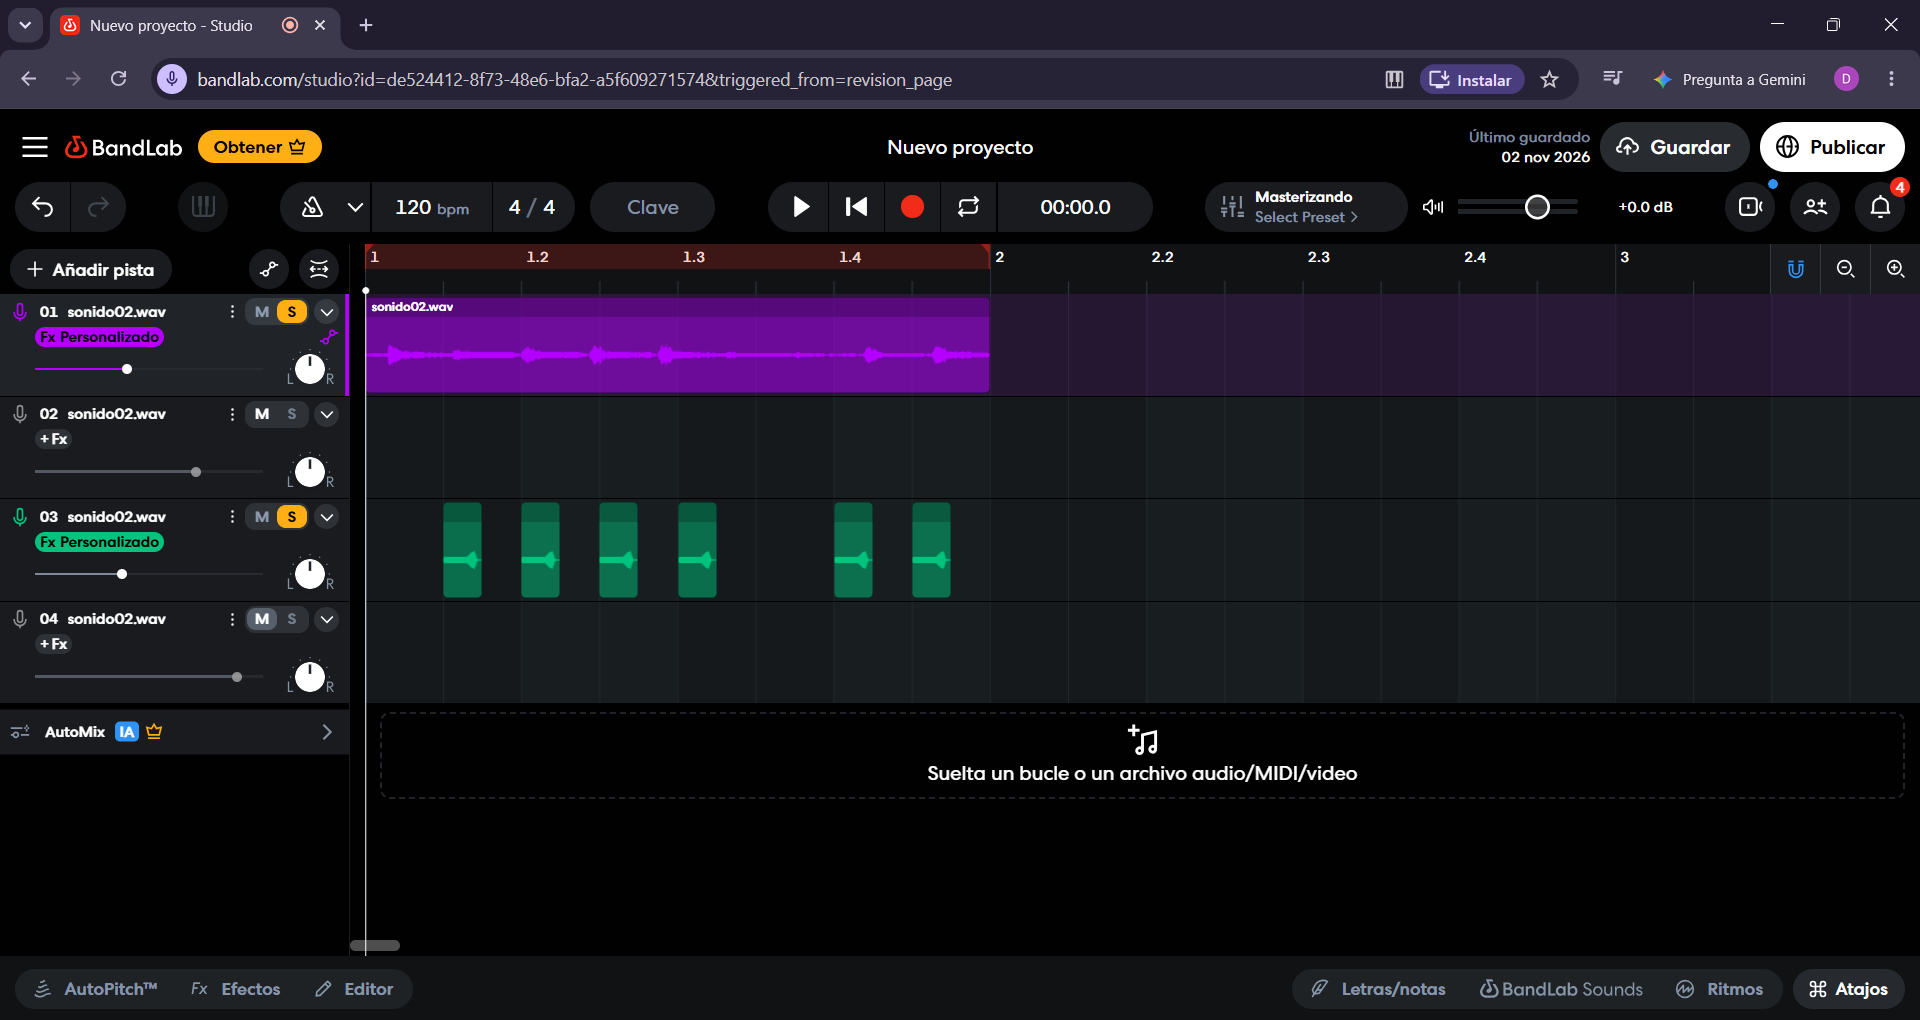 Nuevo proyecto - Studio
bandlab.com/studio?id=de524412-8f73-48e6-bfa2-a5f609271574&triggered_from=revision_page
Instalar
Pregunta a Gemini
D
BandLab
Obtener
Nuevo proyecto
Último guardado
02 nov 2026
Guardar
Publicar
120 bpm
4 / 4
Clave
00:00.0
Masterizando
Select Preset >
+0.0 dB
4
+ Añadir pista
1 1.2 1.3 1.4 2 2.2 2.3 2.4 3
01 sonido02.wav M S
Fx Personalizado
L R
sonido02.wav
02 sonido02.wav M S
+Fx
L R
03 sonido02.wav M S
Fx Personalizado
L R
04 sonido02.wav M S
+Fx
L R
AutoMix IA
Suelta un bucle o un archivo audio/MIDI/video
AutoPitch™
Fx Efectos
Editor
Letras/notas
BandLab Sounds
Ritmos
Atajos